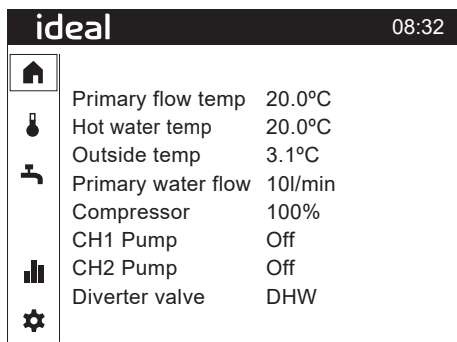 ideal 08:32
Primary flow temp 20.0ºC
Hot water temp 20.0ºC
Outside temp 3.1ºC
Primary water flow 10l/min
Compressor 100%
CH1 Pump Off
CH2 Pump Off
Diverter valve DHW